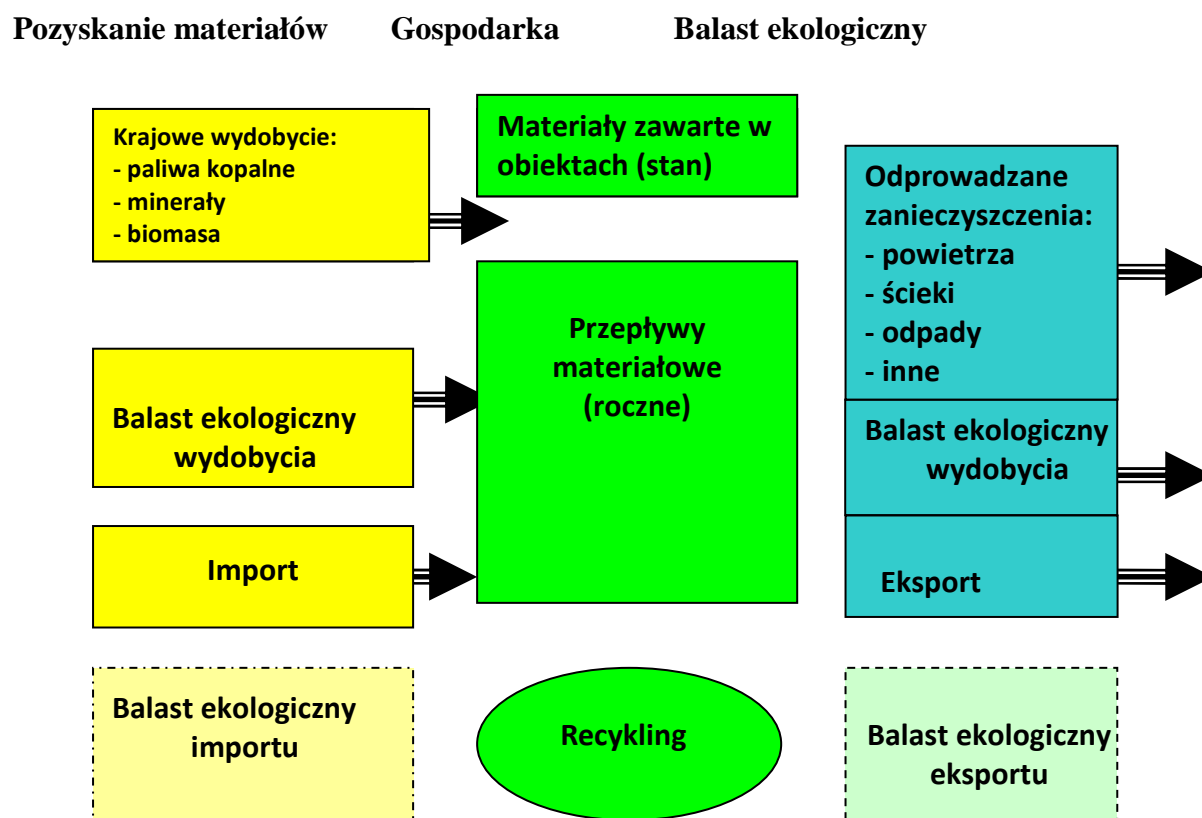 Pozyskanie materiałów Gospodarka Balast ekologiczny
Krajowe wydobycie:
- paliwa kopalne
- minerały
- biomasa
Balast ekologiczny
wydobycia
Import
Balast ekologiczny
importu
Materiały zawarte w
obiektach (stan)
Przepływy
materiałowe
(roczne)
Recykling
Odprowadzane
zanieczyszczenia:
- powietrza
- ścieki
- odpady
- inne
Balast ekologiczny
wydobycia
Eksport
Balast ekologiczny
eksportu